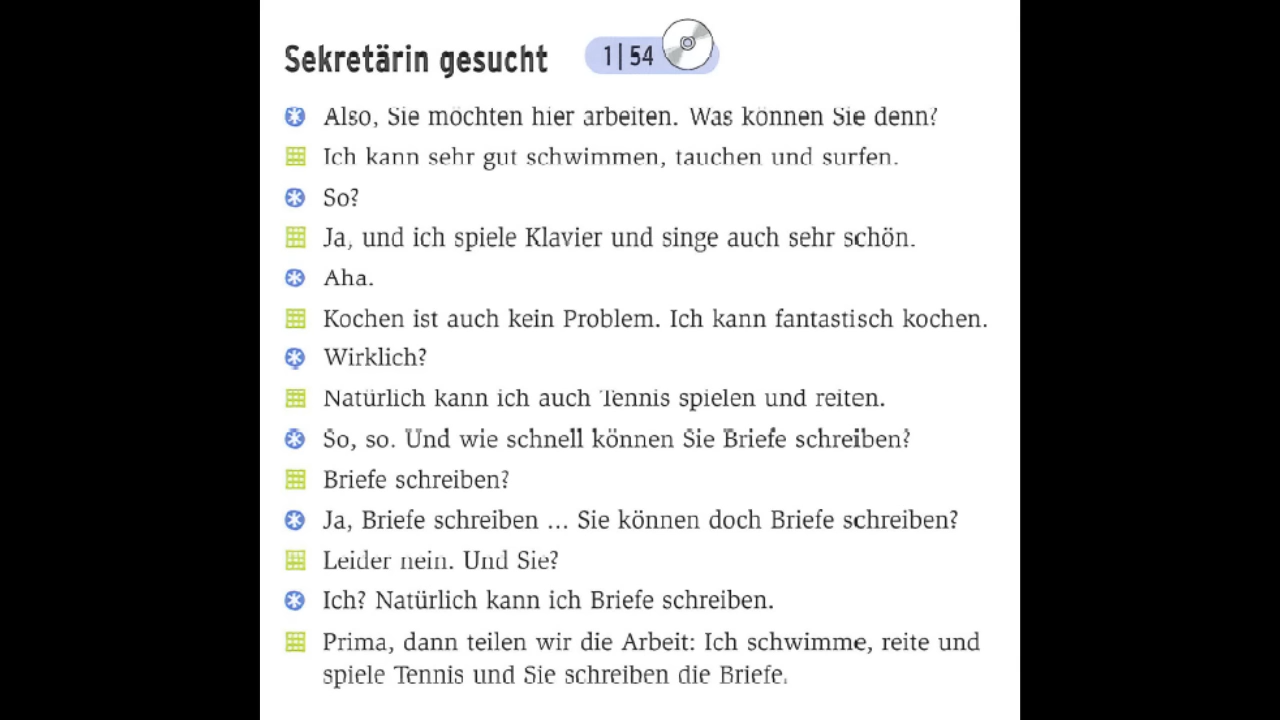 Sekretärin gesucht 1|54
Also, Sie möchten hier arbeiten. Was können Sie denn?
Ich kann sehr gut schwimmen, tauchen und surfen.
So?
Ja, und ich spiele Klavier und singe auch sehr schön.
Aha.
Kochen ist auch kein Problem. Ich kann fantastisch kochen.
Wirklich?
Natürlich kann ich auch Tennis spielen und reiten.
So, so. Und wie schnell können Sie Briefe schreiben?
Briefe schreiben?
Ja, Briefe schreiben ... Sie können doch Briefe schreiben?
Leider nein. Und Sie?
Ich? Natürlich kann ich Briefe schreiben.
Prima, dann teilen wir die Arbeit: Ich schwimme, reite und
spiele Tennis und Sie schreiben die Briefe.